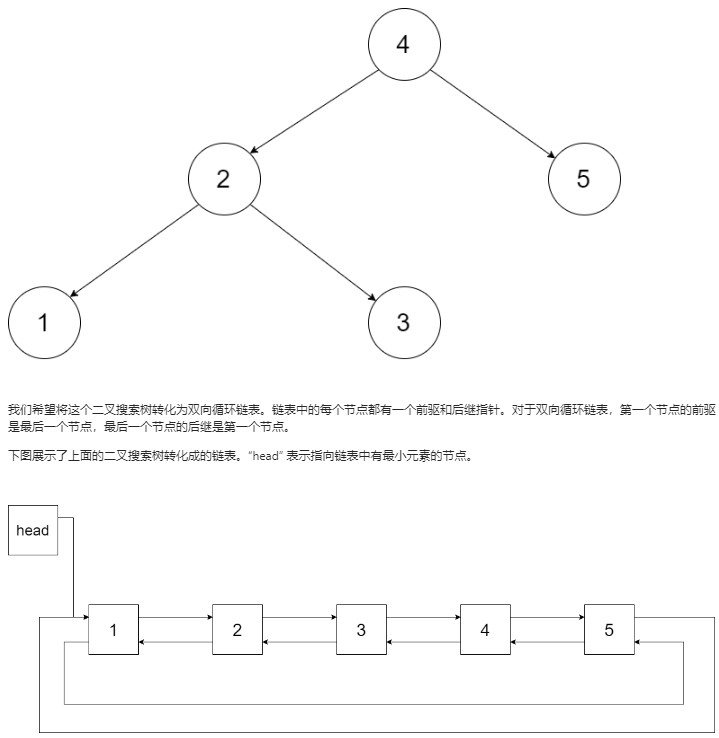 4
2
5
1
3
我们希望将这个二叉搜索树转化为双向循环链表。链表中的每个节点都有一个前驱和后继指针。对于双向循环链表，第一个节点的前驱
是最后一个节点，最后一个节点的后继是第一个节点。
下图展示了上面的二叉搜索树转化成的链表。“head” 表示指向链表中有最小元素的节点。
head
1 2 3 4 5